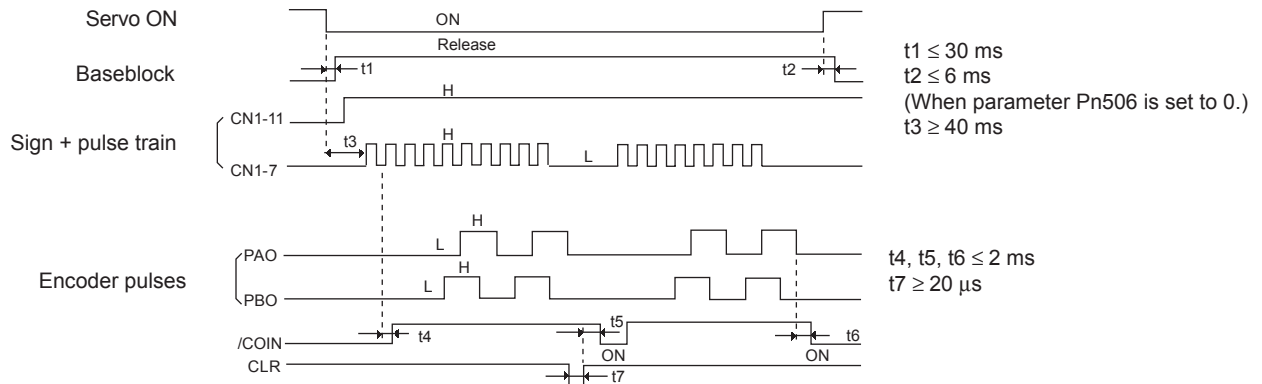 Servo ON
ON
Release
t1 ≤ 30 ms
t1
t2
Baseblock
t2 ≤ 6 ms
H
(When parameter Pn506 is set to 0.)
CN1-11
t3 ≥ 40 ms
Sign + pulse train
t3
H
L
CN1-7
H
L
PAO
H
t4, t5, t6 ≤ 2 ms
Encoder pulses
L
t7 ≥ 20 μs
PBO
t5
/COIN
t4
t6
ON
ON
CLR
t7